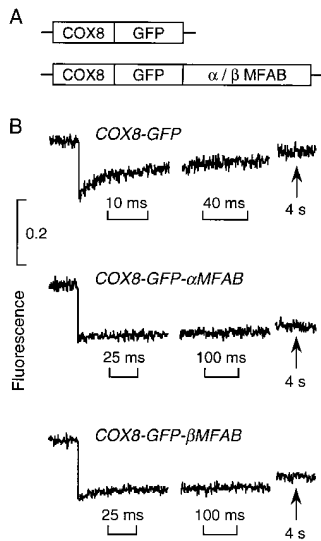 A
COX8 GFP
COX8 GFP α / β MFAB
B
COX8-GFP
10 ms 40 ms 4 s
0.2
Fluorescence
COX8-GFP-αMFAB
25 ms 100 ms 4 s
COX8-GFP-βMFAB
25 ms 100 ms 4 s